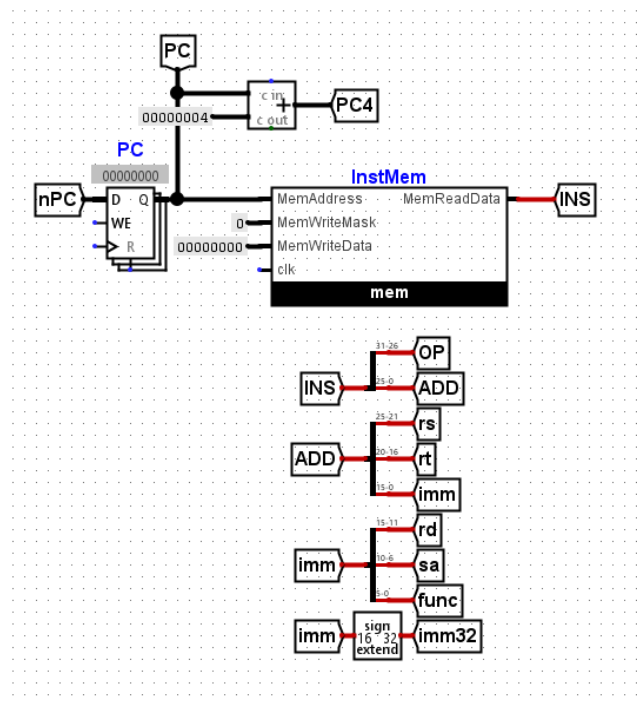 PC
c in
+
PC4
00000004
c out
PC
InstMem
00000000
nPC
D Q
MemAddress MemReadData
INS
WE
0
MemWriteMask
R
00000000
MemWriteData
clk
mem
31-26
OP
INS
25-0
ADD
25-21
rs
ADD
20-16
rt
15-0
imm
15-11
rd
imm
10-6
sa
5-0
func
imm
sign
16 32
extend
imm32